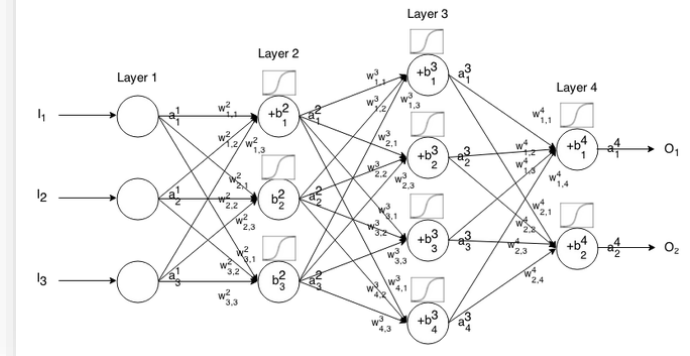 Layer 3
Layer 2
Layer 1
Layer 4
I₁
I₂
I₃
a¹₁
a¹₂
a¹₃
w²₁,₁
w²₁,₂
w²₁,₃
w²₂,₁
w²₂,₂
w²₂,₃
w²₃,₁
w²₃,₂
w²₃,₃
+b²₁
b²₂
b²₃
a²₁
a²₂
a²₃
w³₁,₁
w³₁,₂
w³₁,₃
w³₂,₁
w³₂,₂
w³₂,₃
w³₃,₁
w³₃,₂
w³₃,₃
w³₄,₁
w³₄,₂
w³₄,₃
+b³₁
+b³₂
+b³₃
+b³₄
a³₁
a³₂
a³₃
a³₄
w⁴₁,₁
w⁴₁,₂
w⁴₁,₃
w⁴₁,₄
w⁴₂,₁
w⁴₂,₂
w⁴₂,₃
w⁴₂,₄
+b⁴₁
+b⁴₂
a⁴₁
a⁴₂
O₁
O₂